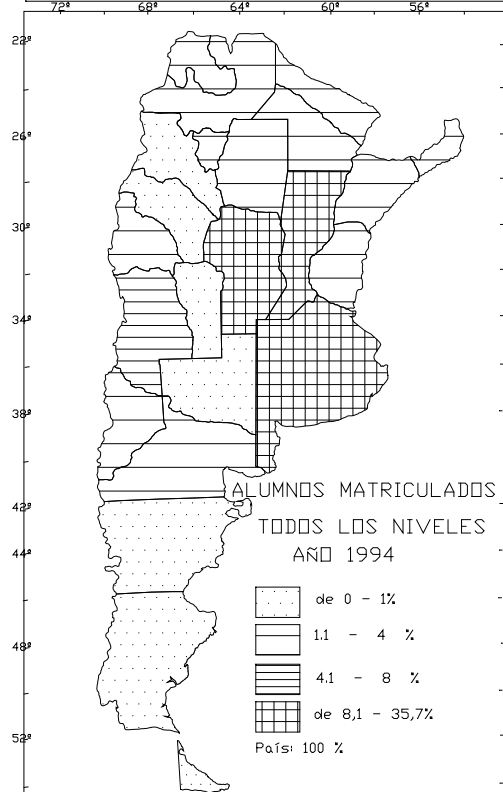 72º 68º 64º 60º 56º
22º
26º
30º
34º
38º
42º
44º
48º
52º
ALUMNOS MATRICULADOS
TODOS LOS NIVELES
AÑO 1994
de 0 - 1%
1.1 - 4 %
4.1 - 8 %
de 8,1 - 35,7%
País: 100 %